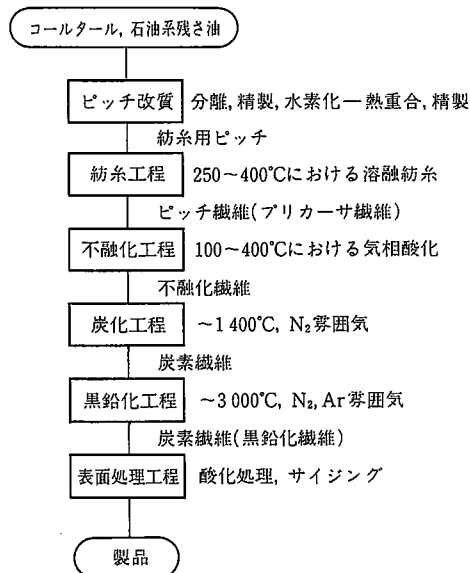 コールタール, 石油系残さ油
ピッチ改質 分離, 精製, 水素化―熱重合, 精製
紡糸用ピッチ
紡糸工程 250~400℃における溶融紡糸
ピッチ繊維(プリカーサ繊維)
不融化工程 100~400℃における気相酸化
不融化繊維
炭化工程 ~1 400℃, N₂雰囲気
炭素繊維
黒鉛化工程 ~3 000℃, N₂, Ar雰囲気
炭素繊維(黒鉛化繊維)
表面処理工程 酸化処理, サイジング
製品